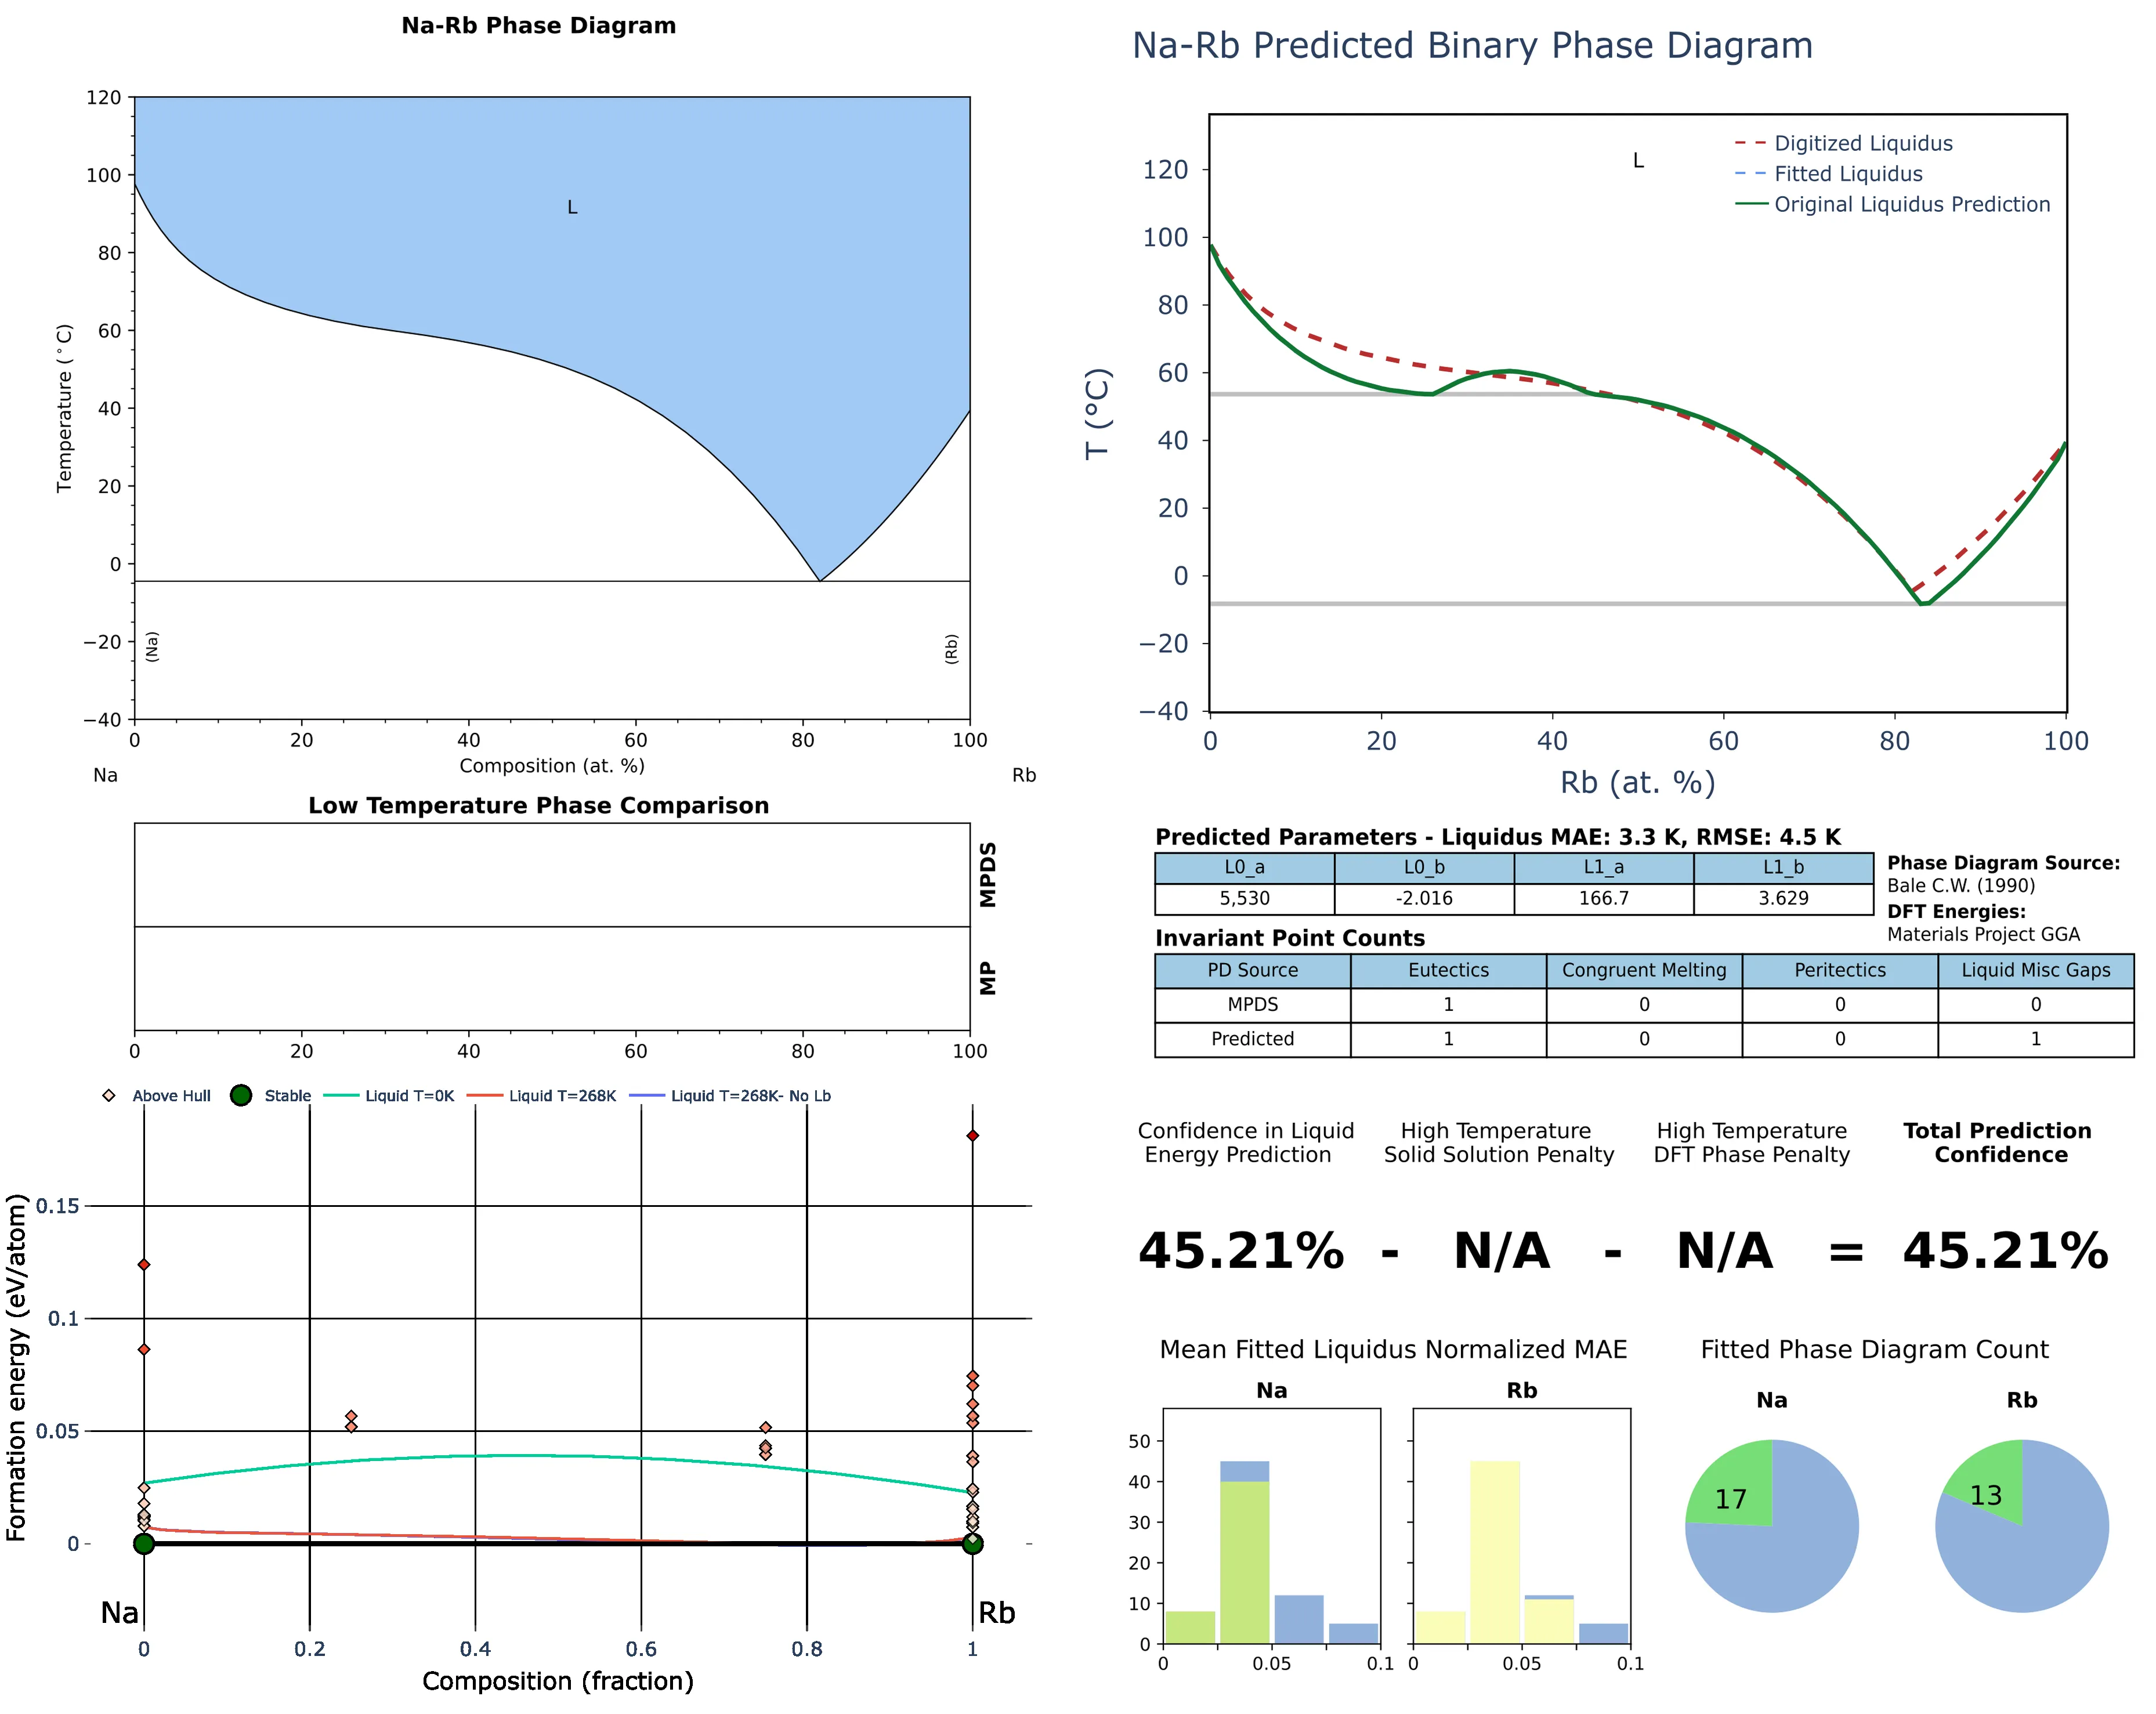 Na-Rb Phase Diagram
120
100
80
60
40
20
0
−20
−40
Temperature (°C)
L
(Na)
(Rb)
0
20
40
60
80
100
Composition (at. %)
Na
Rb
Na-Rb Predicted Binary Phase Diagram
L
Digitized Liquidus
Fitted Liquidus
Original Liquidus Prediction
120
100
80
60
40
20
0
−20
−40
T (°C)
0
20
40
60
80
100
Rb (at. %)
Low Temperature Phase Comparison
MPDS
MP
0
20
40
60
80
100
Predicted Parameters - Liquidus MAE: 3.3 K, RMSE: 4.5 K
L0_a L0_b L1_a L1_b
5,530 -2.016 166.7 3.629
Phase Diagram Source:
Bale C.W. (1990)
DFT Energies:
Materials Project GGA
Invariant Point Counts
PD Source Eutectics Congruent Melting Peritectics Liquid Misc Gaps
MPDS 1 0 0 0
Predicted 1 0 0 1
Above Hull Stable Liquid T=0K Liquid T=268K Liquid T=268K- No Lb
0.15
0.1
0.05
0
Formation energy (eV/atom)
Na
Rb
0
0.2
0.4
0.6
0.8
1
Composition (fraction)
Confidence in Liquid
Energy Prediction
High Temperature
Solid Solution Penalty
High Temperature
DFT Phase Penalty
Total Prediction
Confidence
45.21% - N/A - N/A = 45.21%
Mean Fitted Liquidus Normalized MAE
Na
Rb
50
40
30
20
10
0
0
0.05
0.1
0
0.05
0.1
Fitted Phase Diagram Count
Na
Rb
17
13